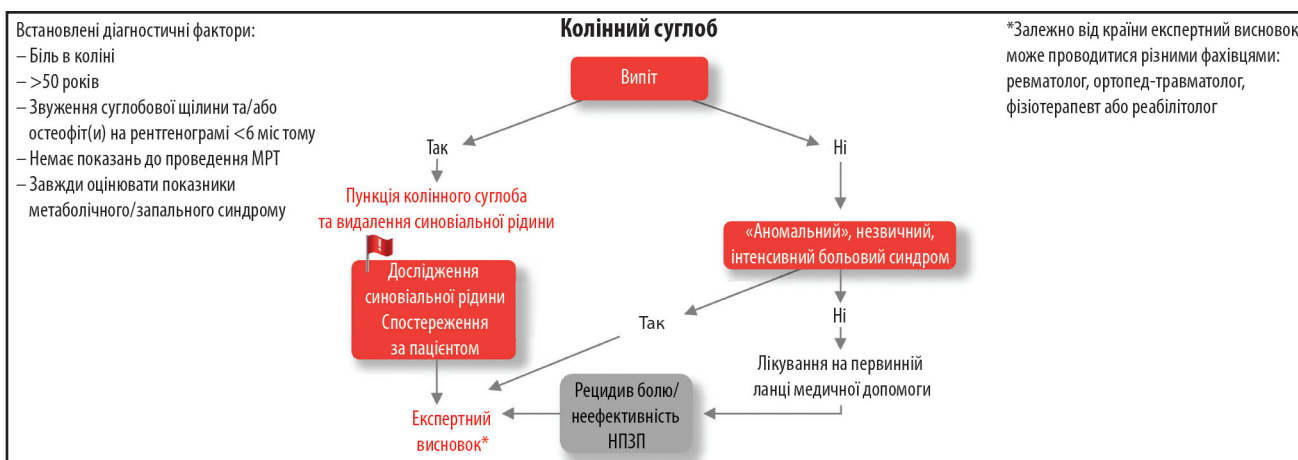 Встановлені діагностичні фактори:
– Біль в коліні
– >50 років
– Звуження суглобової щілини та/або
остеофіт(и) на рентгенограмі <6 міс тому
– Немає показань до проведення МРТ
– Завжди оцінювати показники
метаболічного/запального синдрому
Колінний суглоб
*Залежно від країни експертний висновок
може проводитися різними фахівцями:
ревматолог, ортопед-травматолог,
фізіотерапевт або реабілітолог
Випіт
Так
Ні
Пункція колінного суглоба
та видалення синовіальної рідини
«Аномальний», незвичний,
інтенсивний больовий синдром
!
Дослідження
синовіальної рідини
Спостереження
за пацієнтом
Так
Ні
Лікування на первинній
ланці медичної допомоги
Рецидив болю/
неефективність
НПЗП
Експертний
висновок*